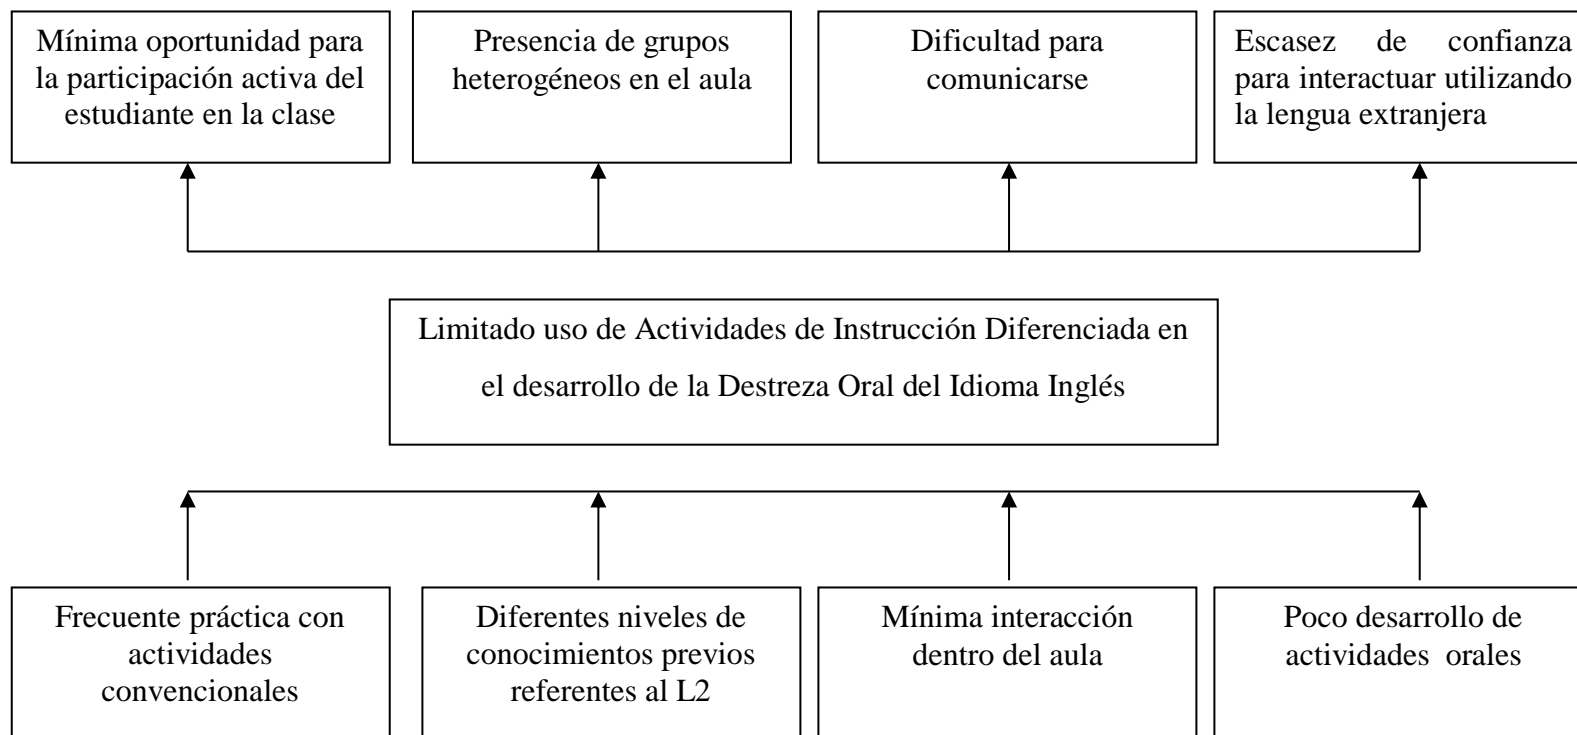 Mínima oportunidad para
la participación activa del
estudiante en la clase
Presencia de grupos
heterogéneos en el aula
Dificultad para
comunicarse
Escasez de confianza
para interactuar utilizando
la lengua extranjera
Limitado uso de Actividades de Instrucción Diferenciada en
el desarrollo de la Destreza Oral del Idioma Inglés
Frecuente práctica con
actividades
convencionales
Diferentes niveles de
conocimientos previos
referentes al L2
Mínima interacción
dentro del aula
Poco desarrollo de
actividades orales